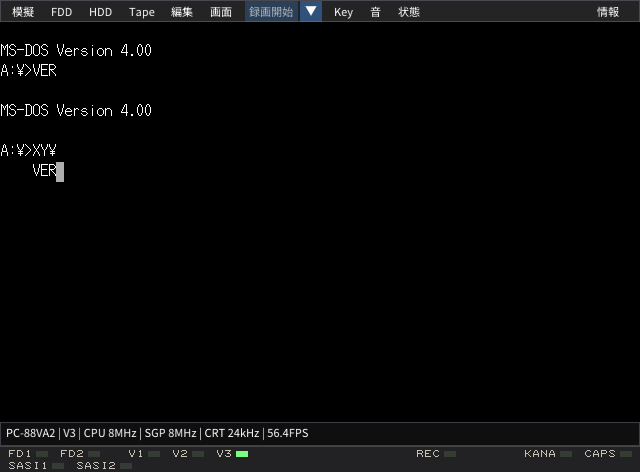 模擬 FDD HDD Tape 編集 画面 録画開始 ▼ Key 音 状態 情報
MS-DOS Version 4.00
A:¥>VER
MS-DOS Version 4.00
A:¥>XY¥
VER
PC-88VA2 | V3 | CPU 8MHz | SGP 8MHz | CRT 24kHz | 56.4FPS
FD1 FD2 V1 V2 V3 REC KANA CAPS
SASI1 SASI2